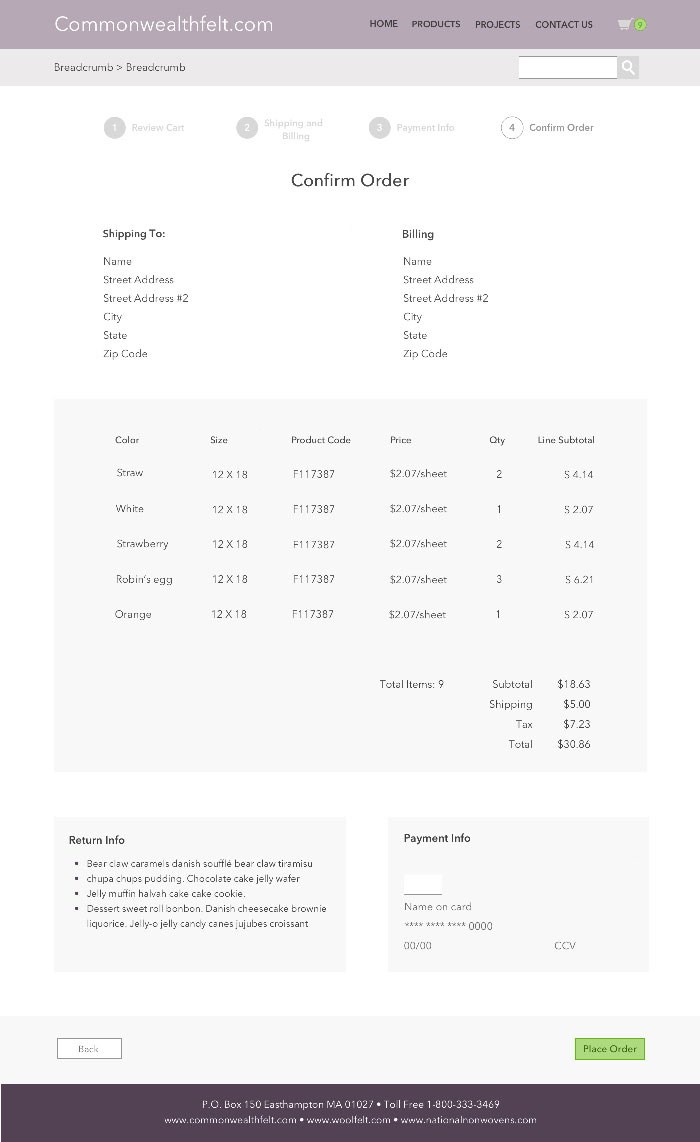 Commonwealthfelt.com HOME PRODUCTS PROJECTS CONTACT US 9
Breadcrumb > Breadcrumb
1 Review Cart 2 Shipping and Billing 3 Payment Info 4 Confirm Order
Confirm Order
Shipping To: Billing
Name Name
Street Address Street Address
Street Address #2 Street Address #2
City City
State State
Zip Code Zip Code
Color Size Product Code Price Qty Line Subtotal
Straw 12 X 18 F117387 $2.07/sheet 2 $ 4.14
White 12 X 18 F117387 $2.07/sheet 1 $ 2.07
Strawberry 12 X 18 F117387 $2.07/sheet 2 $ 4.14
Robin's egg 12 X 18 F117387 $2.07/sheet 3 $ 6.21
Orange 12 X 18 F117387 $2.07/sheet 1 $ 2.07
Total Items: 9 Subtotal $18.63
Shipping $5.00
Tax $7.23
Total $30.86
Return Info
• Bear claw caramels danish soufflé bear claw tiramisu
• chupa chups pudding. Chocolate cake jelly wafer
• Jelly muffin halvah cake cake cookie.
• Dessert sweet roll bonbon. Danish cheesecake brownie
liquorice. Jelly-o jelly candy canes jujubes croissant
Payment Info
Name on card
**** **** **** 0000
00/00 CCV
Back Place Order
P.O. Box 150 Easthampton MA 01027 • Toll Free 1-800-333-3469
www.commonwealthfelt.com • www.woolfelt.com • www.nationalnonwovens.com